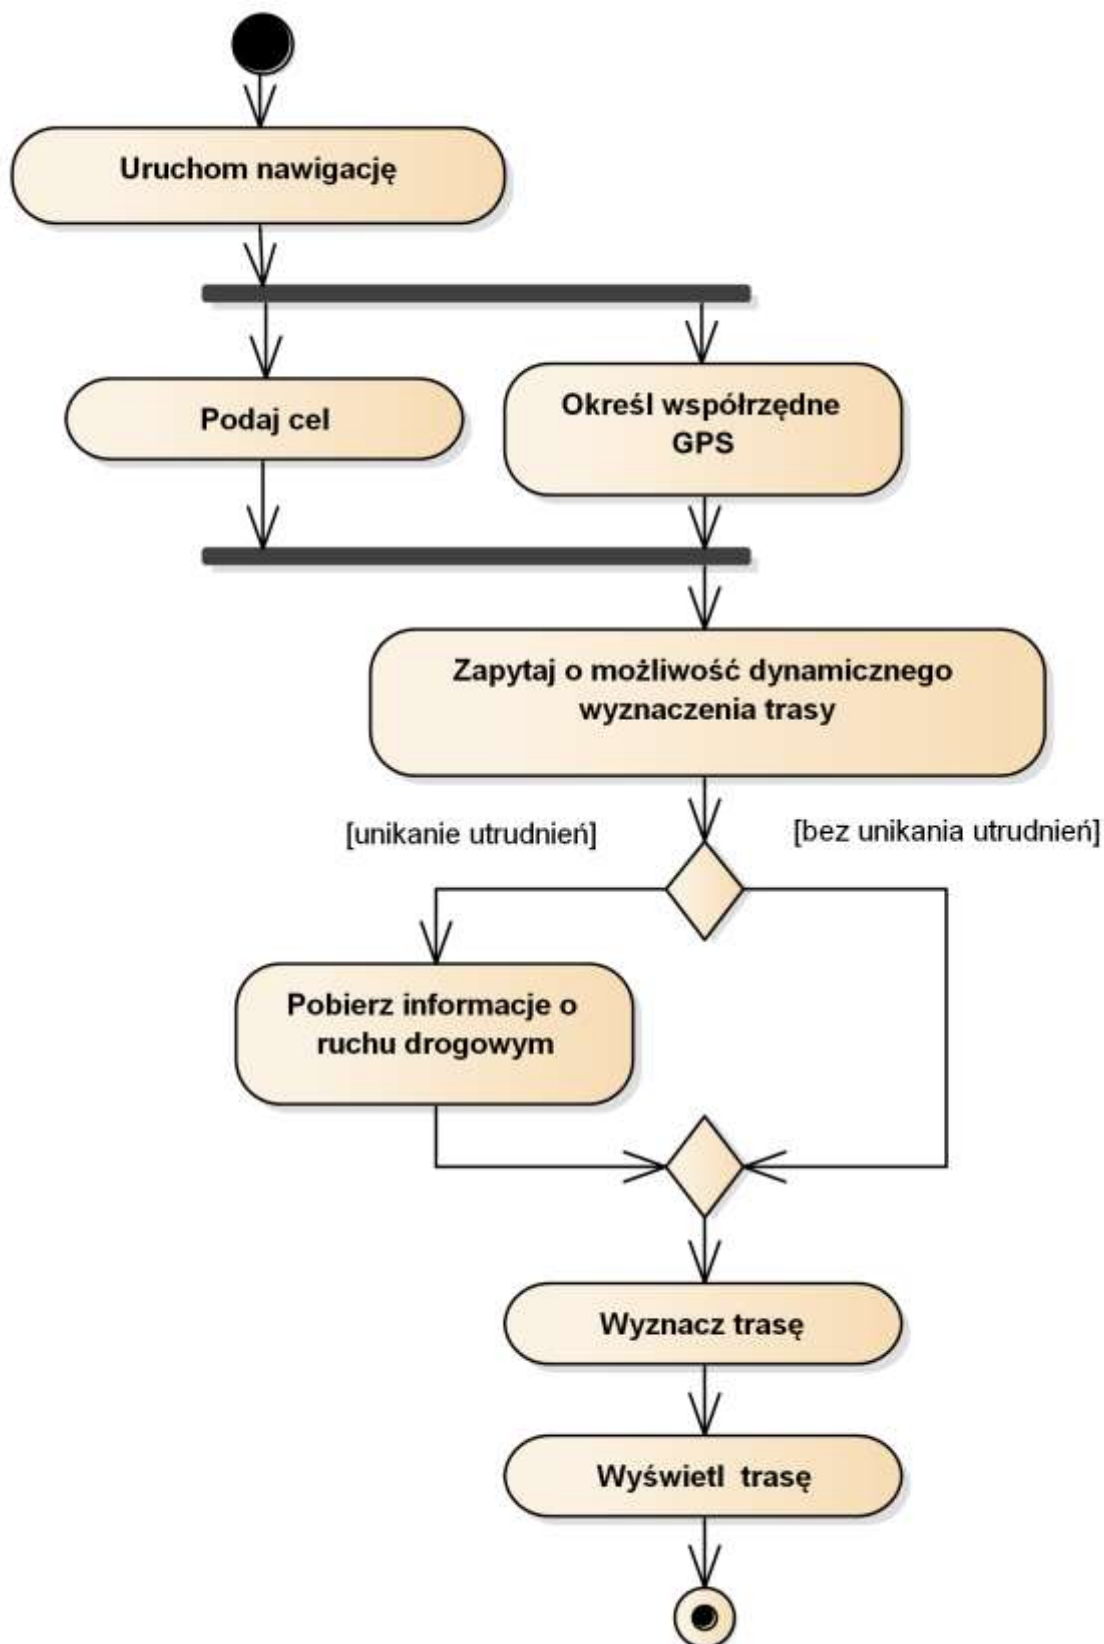 Uruchom nawigację
Podaj cel
Określ współrzędne
GPS
Zapytaj o możliwość dynamicznego
wyznaczenia trasy
[unikanie utrudnień]
[bez unikania utrudnień]
Pobierz informacje o
ruchu drogowym
Wyznacz trasę
Wyświetl trasę